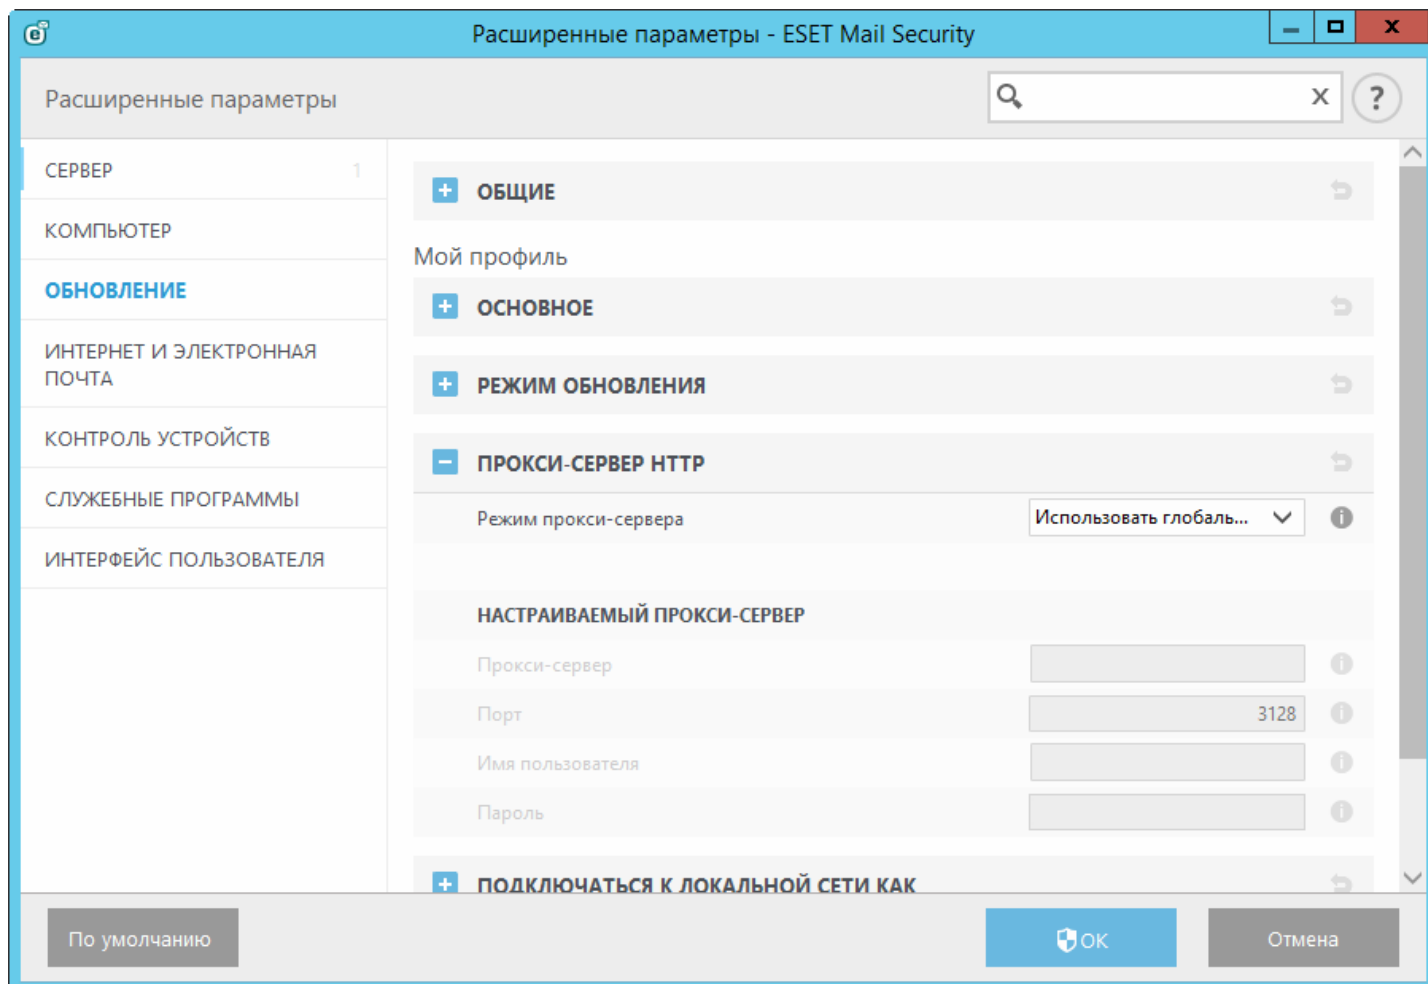 Расширенные параметры - ESET Mail Security
Расширенные параметры
СЕРВЕР 1
КОМПЬЮТЕР
ОБНОВЛЕНИЕ
ИНТЕРНЕТ И ЭЛЕКТРОННАЯ
ПОЧТА
КОНТРОЛЬ УСТРОЙСТВ
СЛУЖЕБНЫЕ ПРОГРАММЫ
ИНТЕРФЕЙС ПОЛЬЗОВАТЕЛЯ
ОБЩИЕ
Мой профиль
ОСНОВНОЕ
РЕЖИМ ОБНОВЛЕНИЯ
ПРОКСИ-СЕРВЕР HTTP
Режим прокси-сервера Использовать глобаль...
НАСТРАИВАЕМЫЙ ПРОКСИ-СЕРВЕР
Прокси-сервер
Порт 3128
Имя пользователя
Пароль
ПОДКЛЮЧАТЬСЯ К ЛОКАЛЬНОЙ СЕТИ КАК
По умолчанию
ОК
Отмена